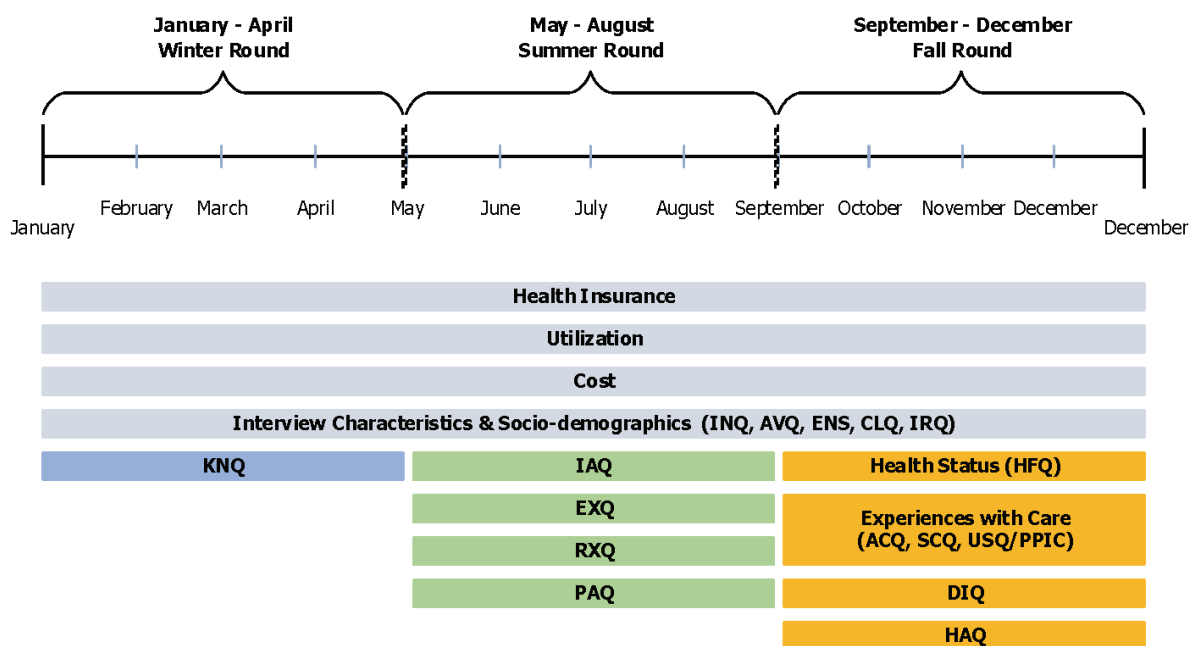 January - April
Winter Round
May - August
Summer Round
September - December
Fall Round
January
February
March
April
May
June
July
August
September
October
November
December
December
Health Insurance
Utilization
Cost
Interview Characteristics & Socio-demographics (INQ, AVQ, ENS, CLQ, IRQ)
KNQ
IAQ
Health Status (HFQ)
EXQ
Experiences with Care
(ACQ, SCQ, USQ/PPIC)
RXQ
PAQ
DIQ
HAQ